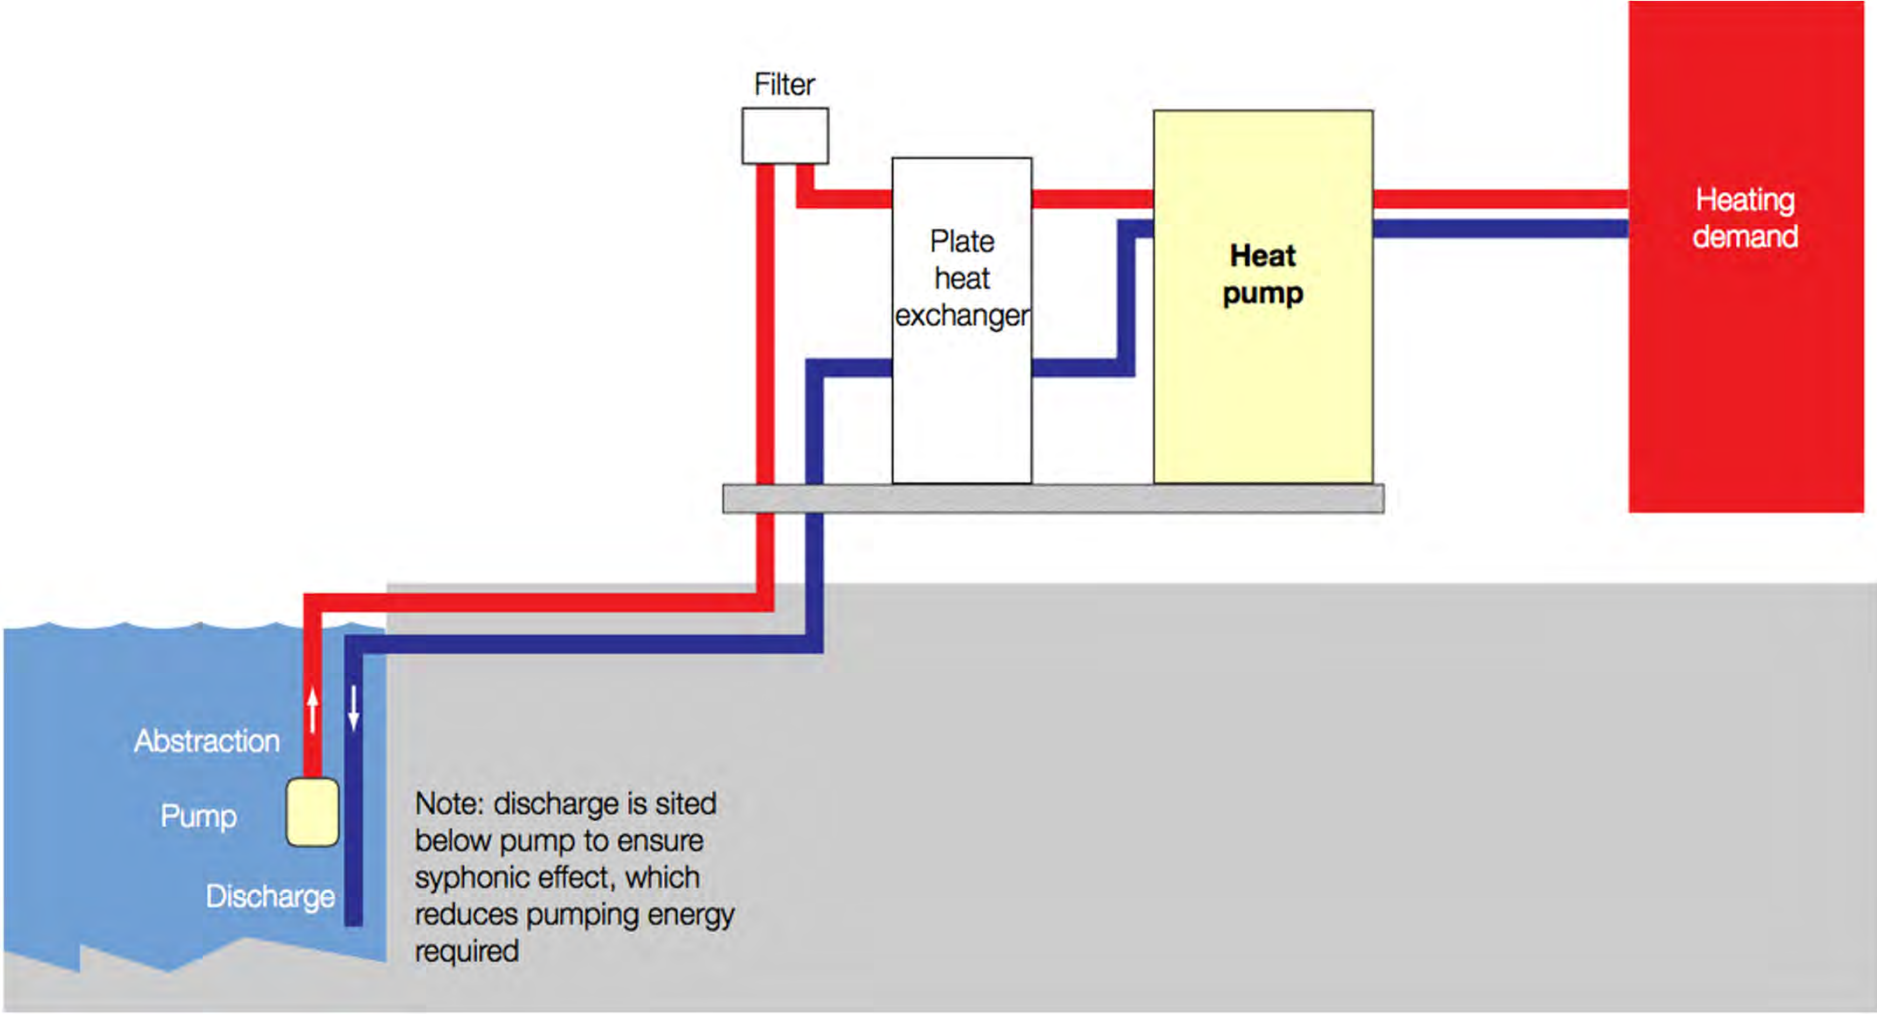 Filter
Plate
heat
exchanger
Heat
pump
Heating
demand
Abstraction
Pump
Discharge
Note: discharge is sited
below pump to ensure
syphonic effect, which
reduces pumping energy
required